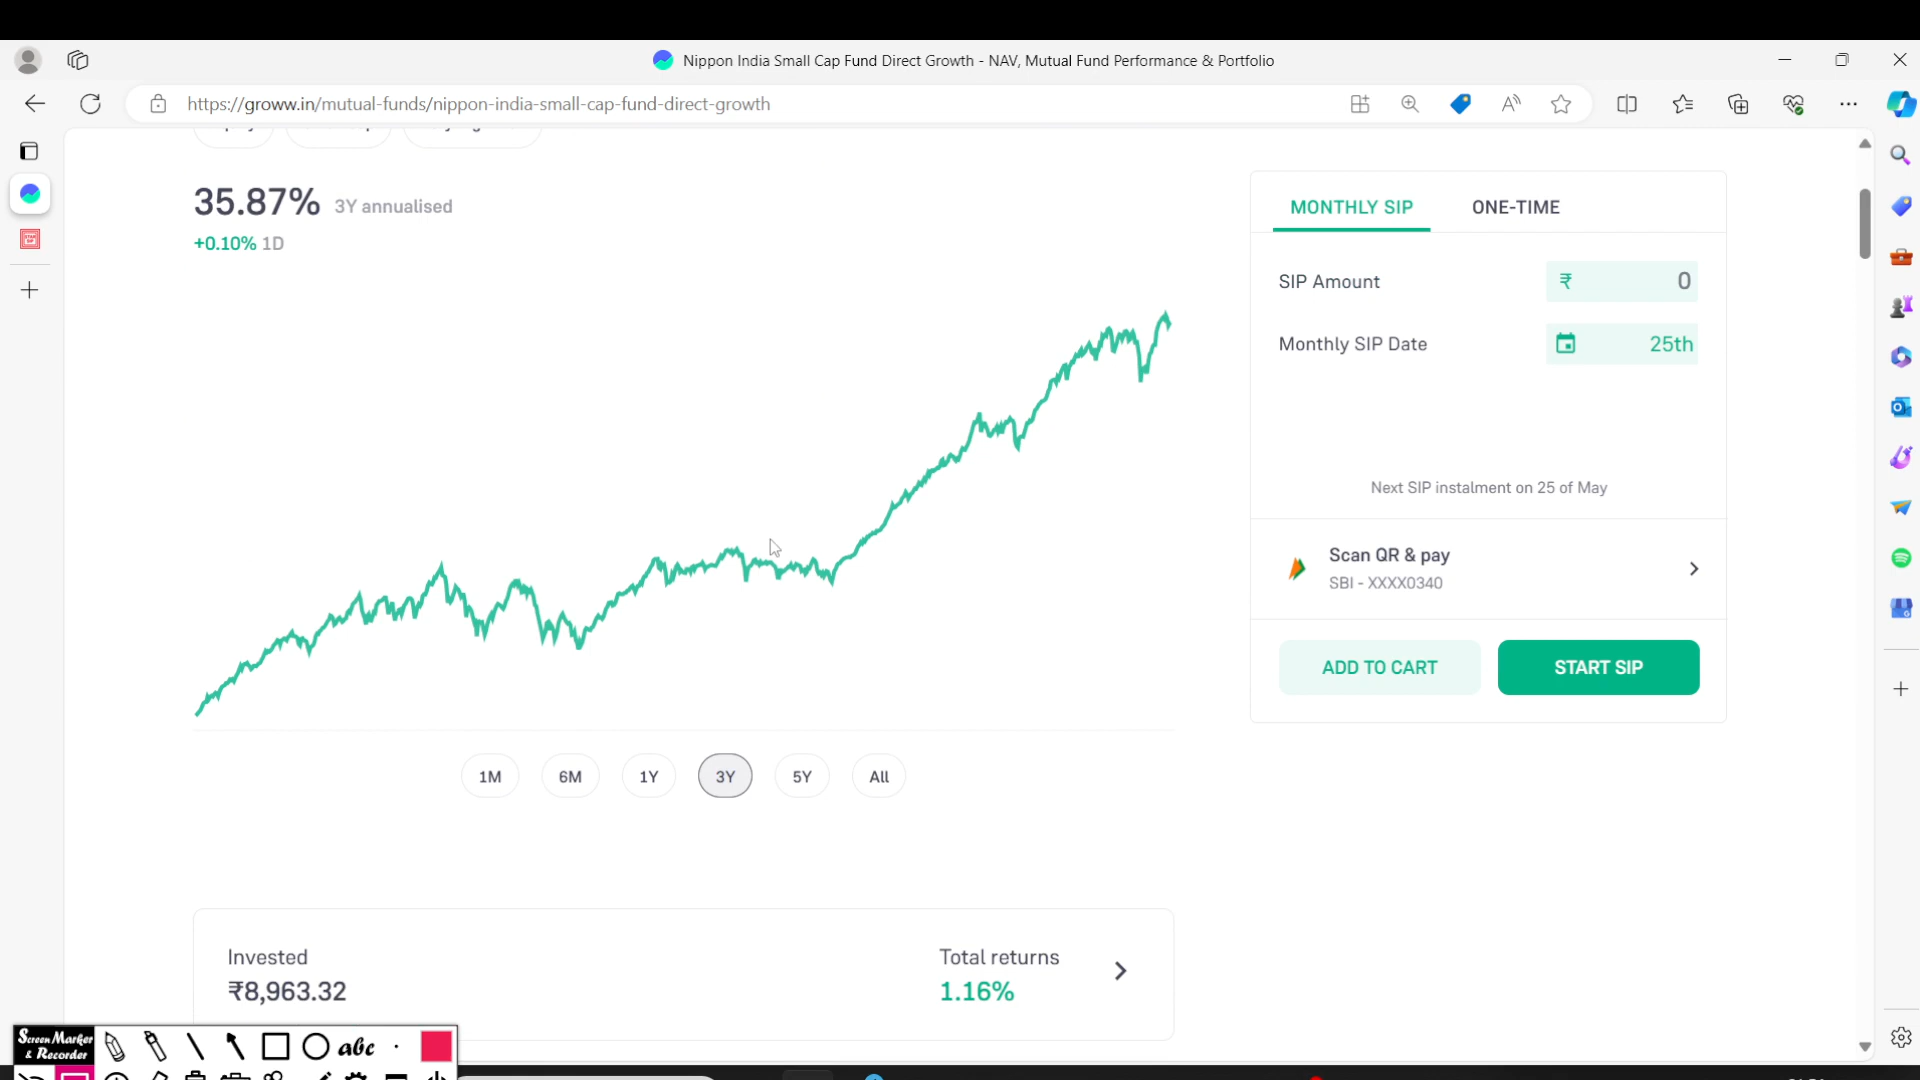 Nippon India Small Cap Fund Direct Growth - NAV, Mutual Fund Performance & Portfolio
https://groww.in/mutual-funds/nippon-india-small-cap-fund-direct-growth
35.87% 3Y annualised
+0.10% 1D
MONTHLY SIP ONE-TIME
SIP Amount ₹ 0
Monthly SIP Date 25th
Next SIP instalment on 25 of May
Scan QR & pay
SBI - XXXX0340
ADD TO CART START SIP
1M 6M 1Y 3Y 5Y All
Invested Total returns
₹8,963.32 1.16%
Screen Marker
& Recorder
abc